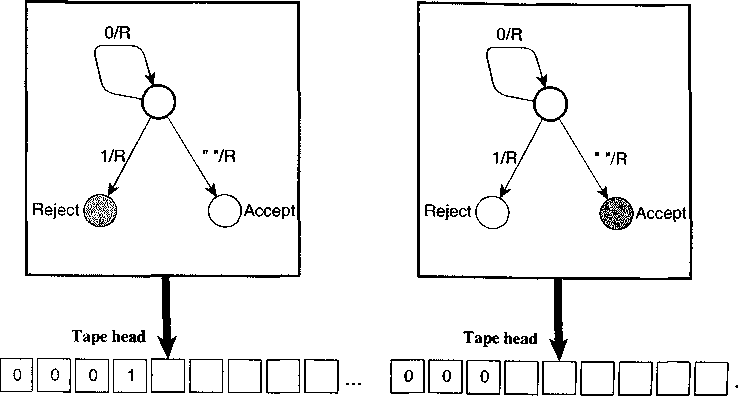 0/R
1/R
" "/R
Reject
Accept
Tape head
0 0 0 1 ...
0/R
1/R
" "/R
Reject
Accept
Tape head
0 0 0 .